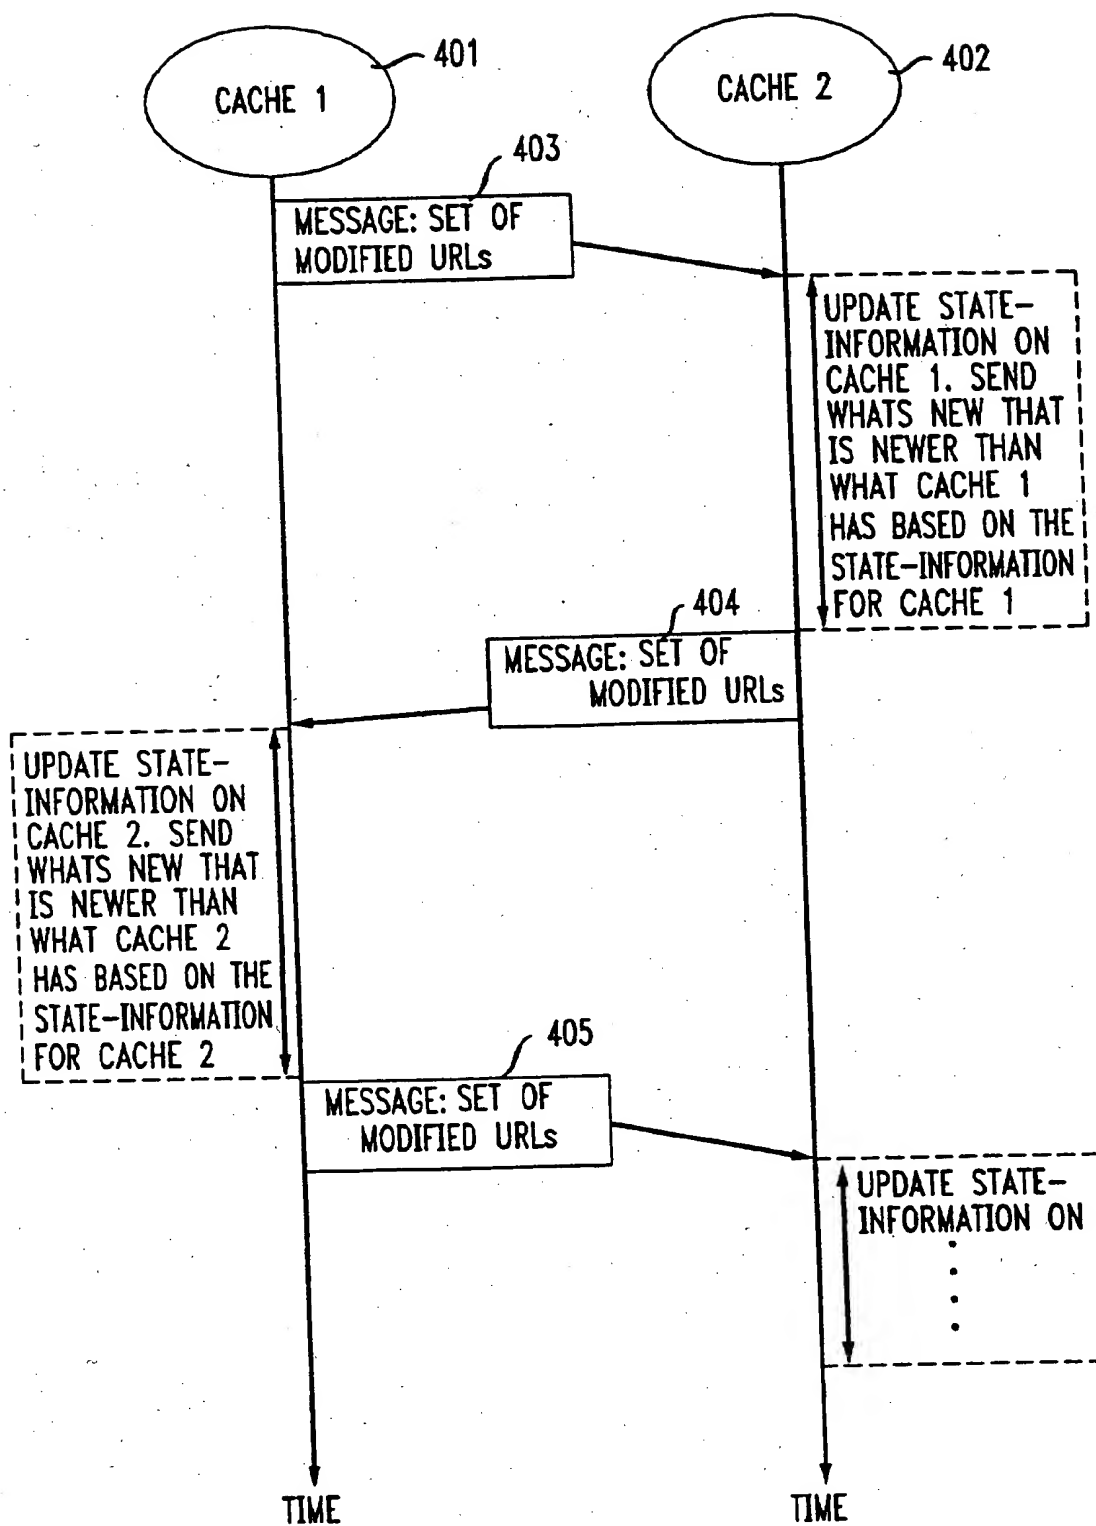 401
CACHE 1
402
CACHE 2
403
MESSAGE: SET OF
MODIFIED URLs
UPDATE STATE-
INFORMATION ON
CACHE 1. SEND
WHATS NEW THAT
IS NEWER THAN
WHAT CACHE 1
HAS BASED ON THE
STATE-INFORMATION
FOR CACHE 1
404
MESSAGE: SET OF
MODIFIED URLs
UPDATE STATE-
INFORMATION ON
CACHE 2. SEND
WHATS NEW THAT
IS NEWER THAN
WHAT CACHE 2
HAS BASED ON THE
STATE-INFORMATION
FOR CACHE 2
405
MESSAGE: SET OF
MODIFIED URLs
UPDATE STATE-
INFORMATION ON
TIME
TIME